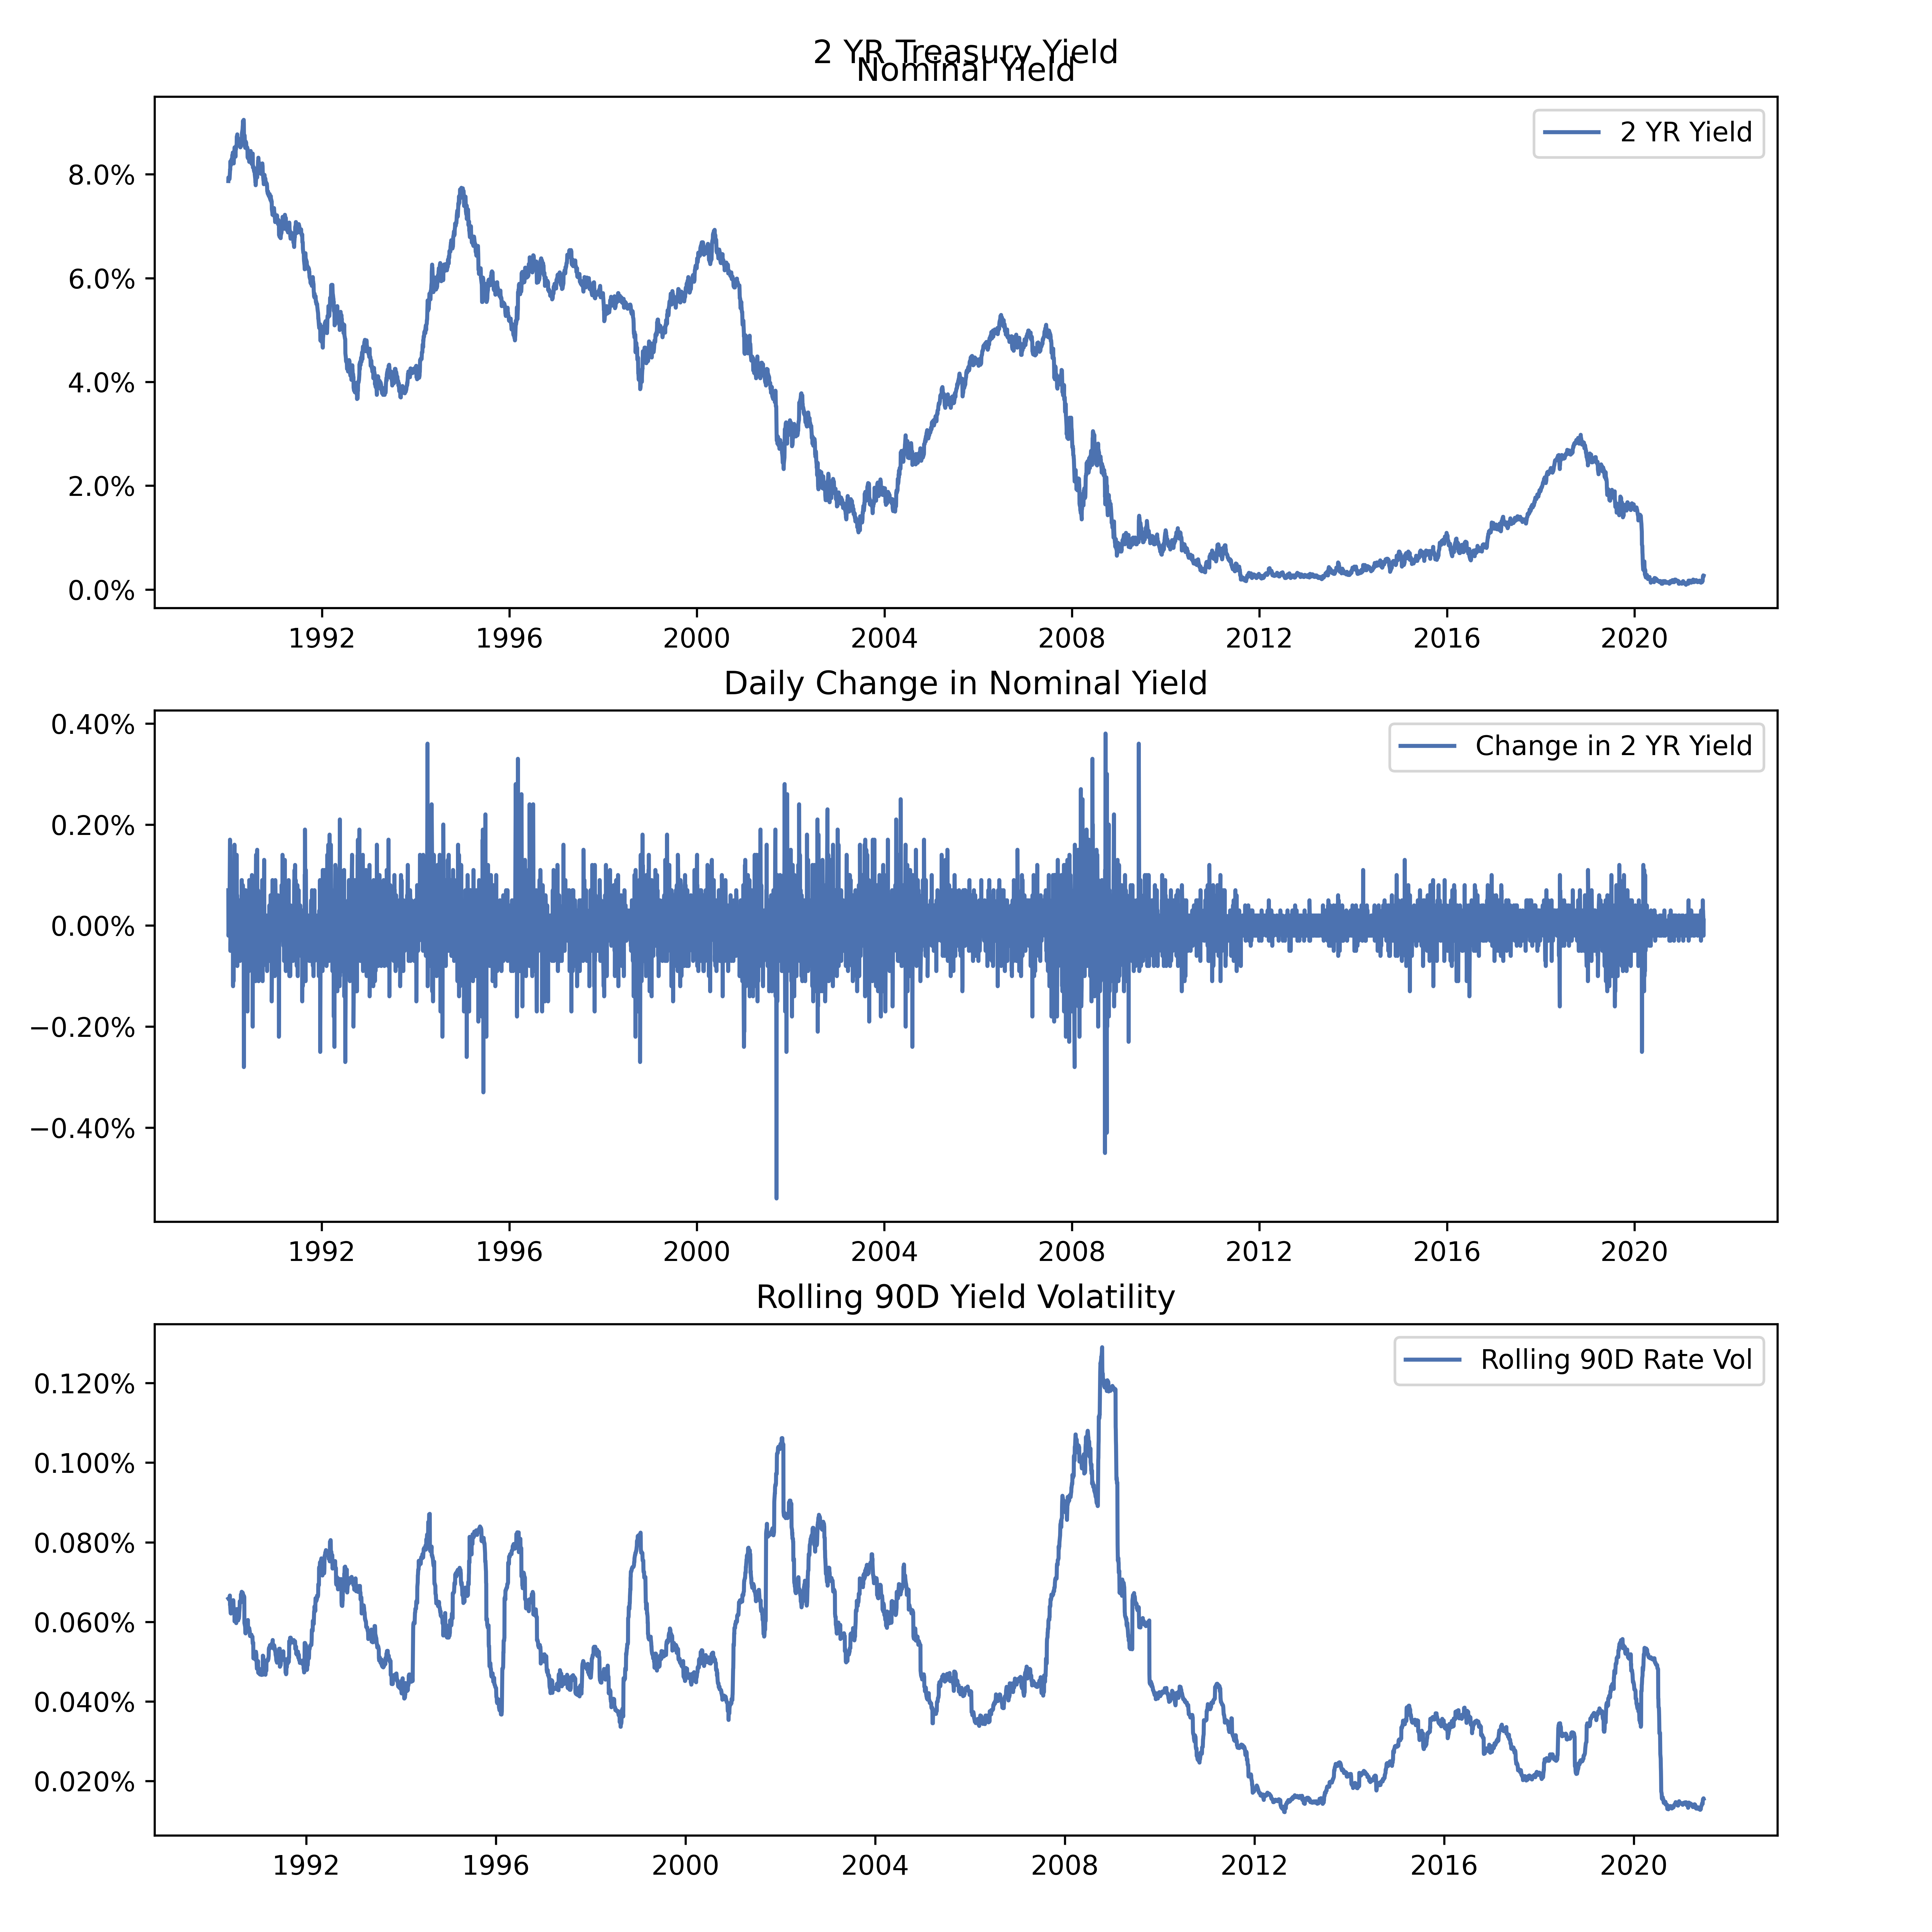 2 YR Treasury Yield
Nominal Yield
2 YR Yield
8.0%
6.0%
4.0%
2.0%
0.0%
1992 1996 2000 2004 2008 2012 2016 2020
Daily Change in Nominal Yield
Change in 2 YR Yield
0.40%
0.20%
0.00%
−0.20%
−0.40%
1992 1996 2000 2004 2008 2012 2016 2020
Rolling 90D Yield Volatility
Rolling 90D Rate Vol
0.120%
0.100%
0.080%
0.060%
0.040%
0.020%
1992 1996 2000 2004 2008 2012 2016 2020